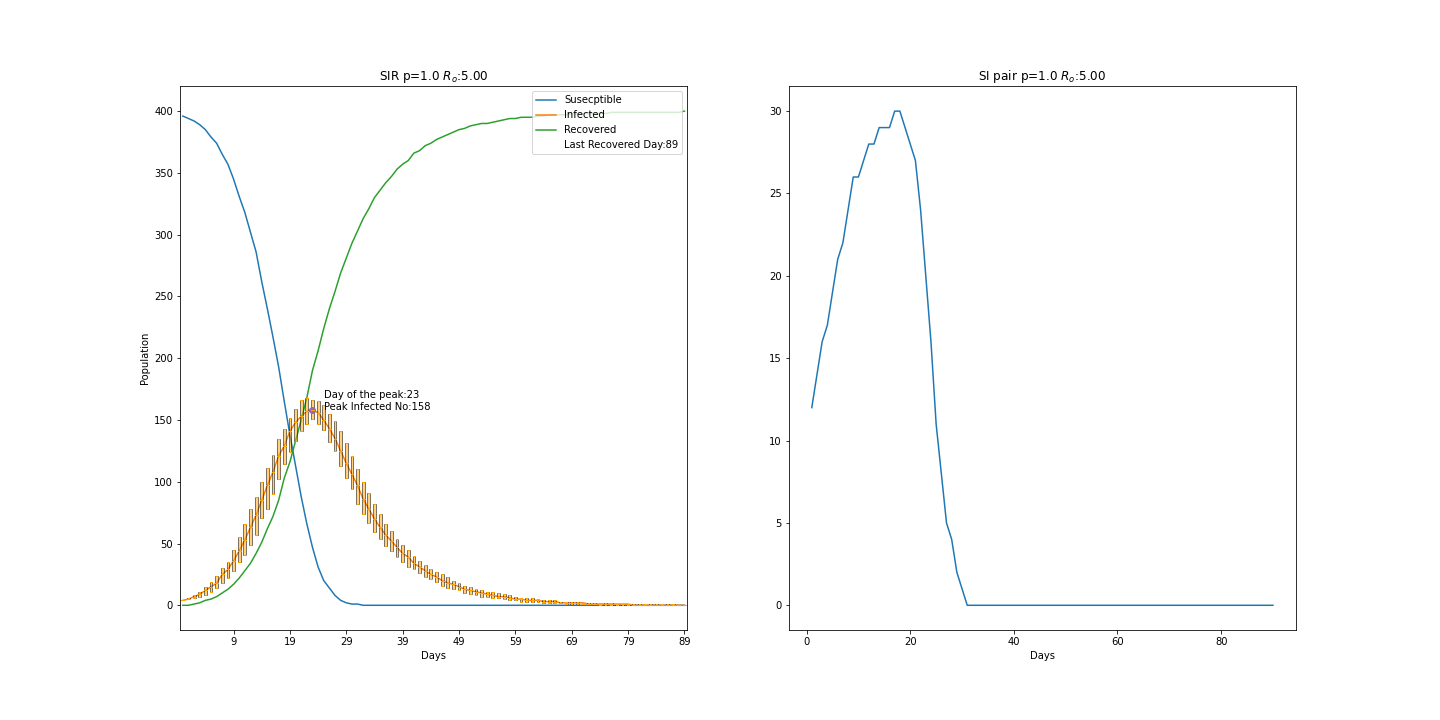 SIR p=1.0 Rₒ:5.00
400
350
300
250
200
150
100
50
0
Population
Susecptible
Infected
Recovered
Last Recovered Day:89
Day of the peak:23
Peak Infected No:158
9 19 29 39 49 59 69 79 89
Days
SI pair p=1.0 Rₒ:5.00
30
25
20
15
10
5
0
0 20 40 60 80
Days